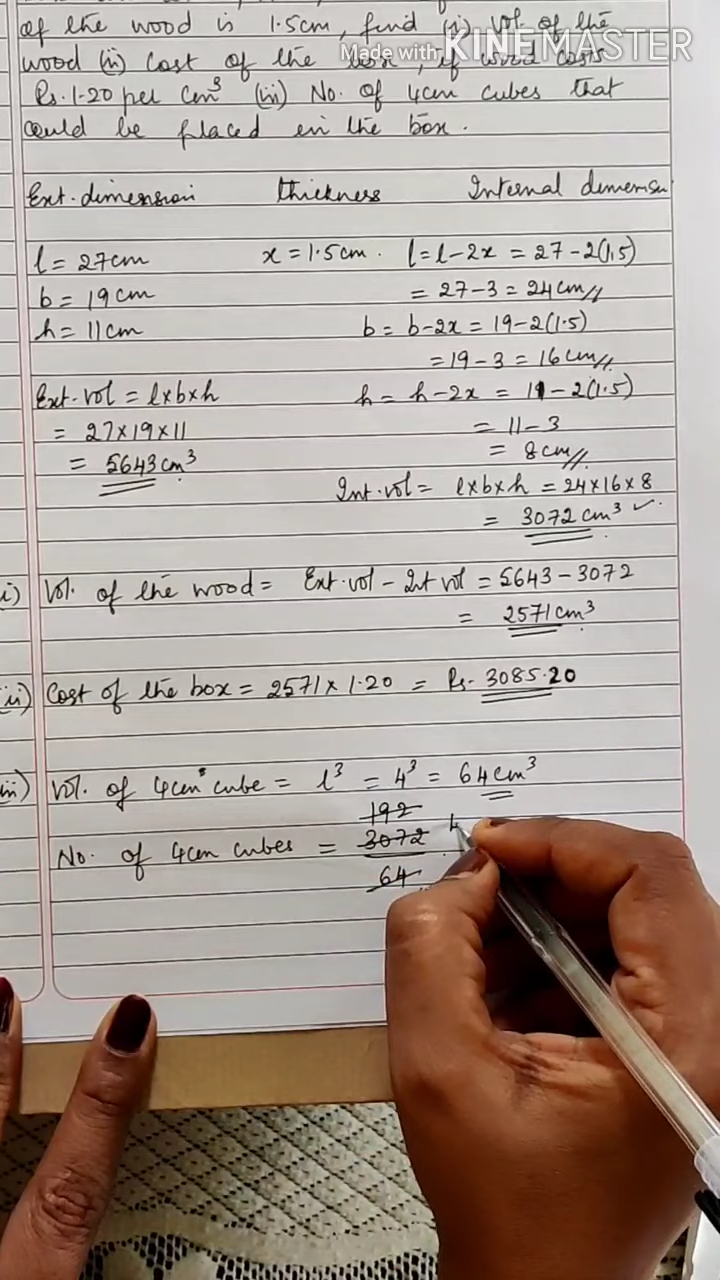 of the wood is 1.5cm, find (i) Vol. of the
Made with KINEMASTER
wood (ii) Cost of the box, if wood costs
Rs. 1.20 per cm³ (iii) No. of 4cm cubes that
could be placed in the box.
Ext. dimension thickness Internal dimensi
l = 27cm x = 1.5cm. l = l - 2x = 27 - 2(1.5)
b = 19cm = 27 - 3 = 24cm//
h = 11cm b = b - 2x = 19 - 2(1.5)
= 19 - 3 = 16cm//
Ext. vol = l x b x h h = h - 2x = 11 - 2(1.5)
= 27 x 19 x 11 = 11 - 3
= 5643 cm³ = 8cm//
Int. vol = l x b x h = 24 x 16 x 8
= 3072 cm³ ✓
i) Vol. of the wood = Ext. vol - Int vol = 5643 - 3072
= 2571 cm³
ii) Cost of the box = 2571 x 1.20 = Rs. 3085.20
iii) Vol. of 4cm cube = l³ = 4³ = 64cm³
192
No. of 4cm cubes = 3072
64